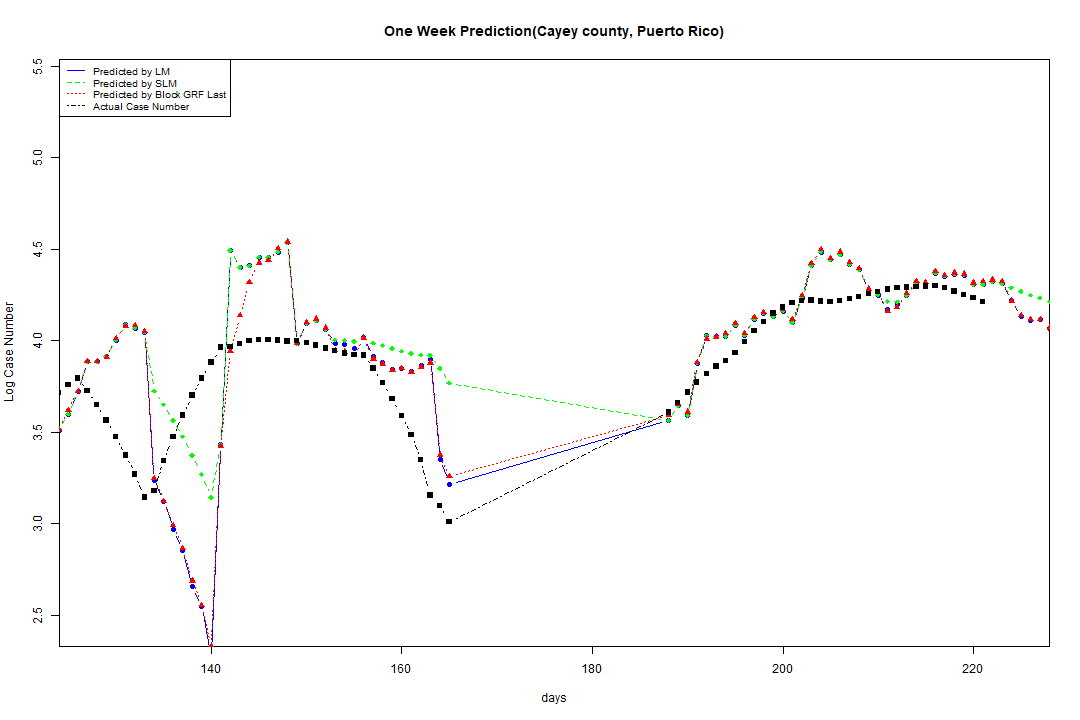 One Week Prediction(Cayey county, Puerto Rico)
Predicted by LM
Predicted by SLM
Predicted by Block GRF Last
Actual Case Number
5.5
5.0
4.5
4.0
3.5
3.0
2.5
Log Case Number
140 160 180 200 220
days